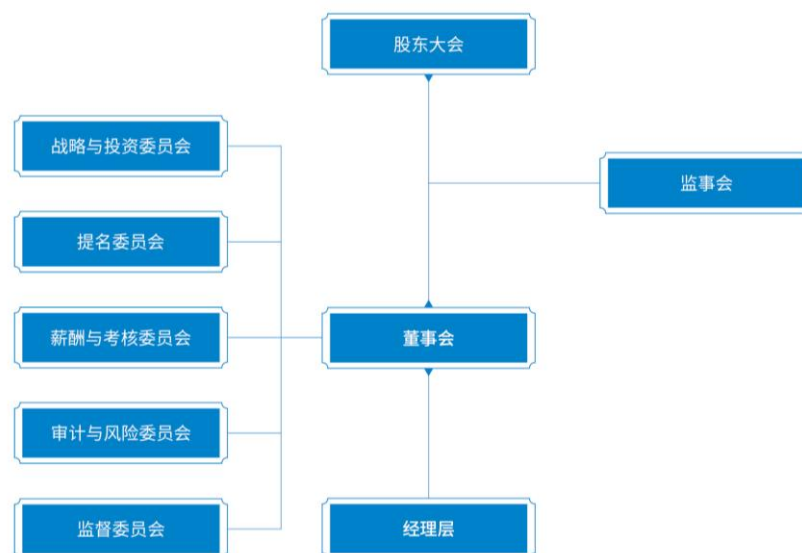 股东大会
战略与投资委员会
监事会
提名委员会
薪酬与考核委员会
董事会
审计与风险委员会
监督委员会
经理层